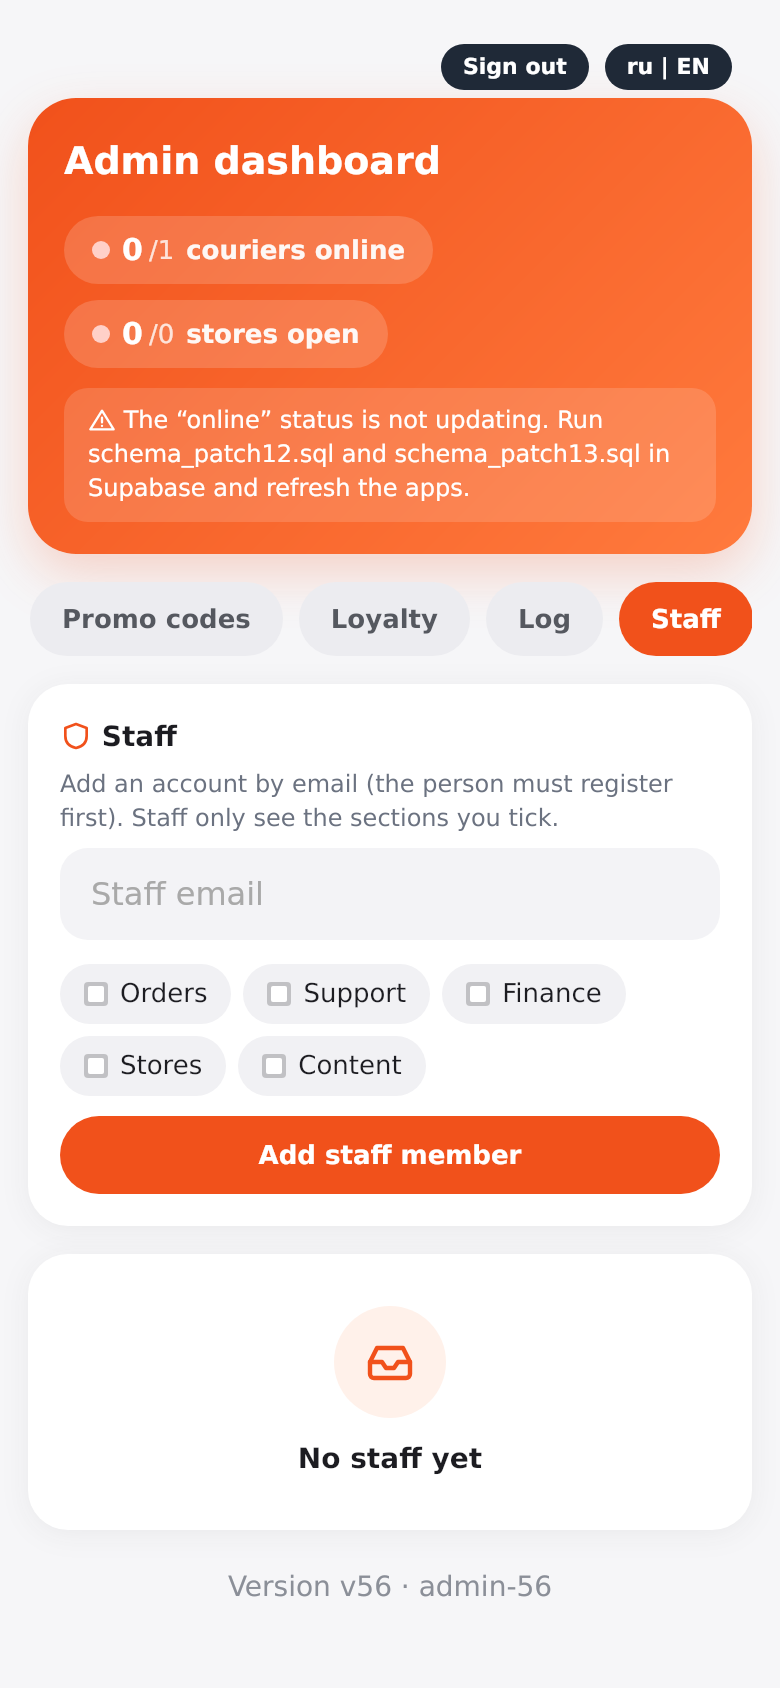 Sign out
ru | EN
Admin dashboard
0 /1 couriers online
0 /0 stores open
The “online” status is not updating. Run
schema_patch12.sql and schema_patch13.sql in
Supabase and refresh the apps.
Promo codes
Loyalty
Log
Staff
Staff
Add an account by email (the person must register
first). Staff only see the sections you tick.
Staff email
Orders
Support
Finance
Stores
Content
Add staff member
No staff yet
Version v56 · admin-56